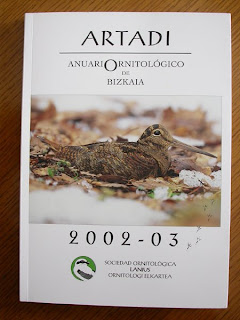 ARTADI
ANUARIO ORNITOLÓGICO
DE
BIZKAIA
2002-03
SOCIEDAD ORNITOLÓGICA
LANIUS
ORNITOLOGI ELKARTEA